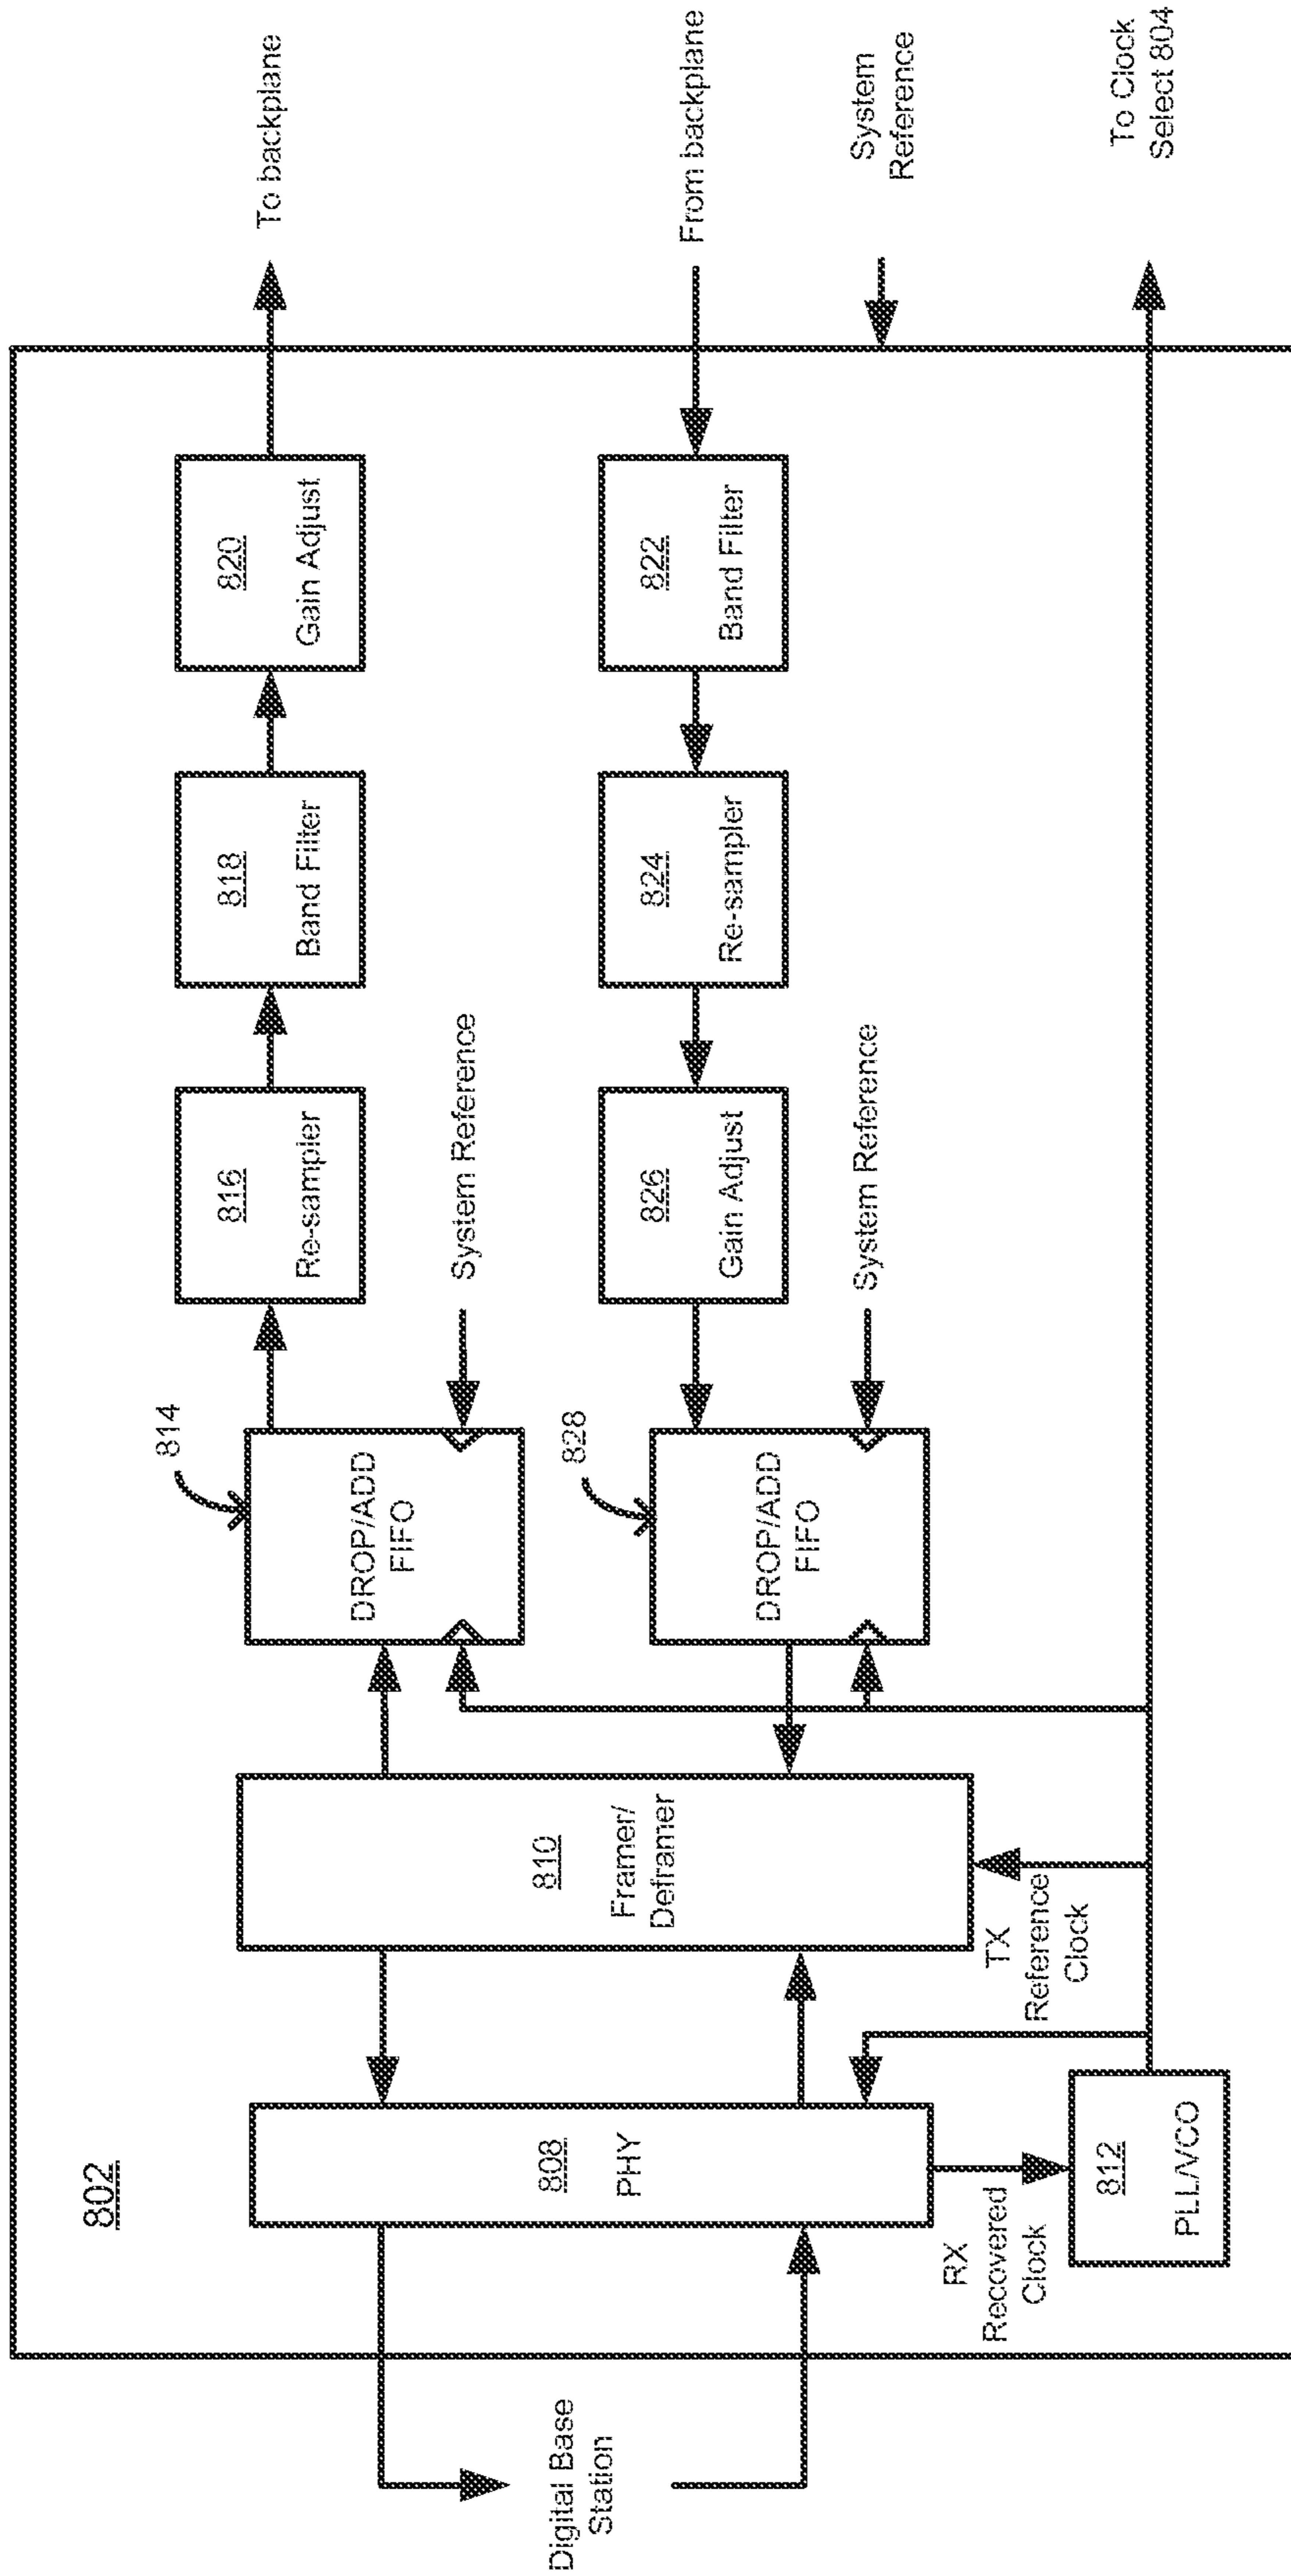 802
Digital Base
Station
808
PHY
RX
Recovered
Clock
812
PLL/VCO
810
Framer/
Deframer
TX
Reference
Clock
814
DROP/ADD
FIFO
System Reference
816
Re-sampler
818
Band Filter
820
Gain Adjust
To backplane
828
DROP/ADD
FIFO
System Reference
826
Gain Adjust
824
Re-sampler
822
Band Filter
From backplane
System
Reference
To Clock
Select 804